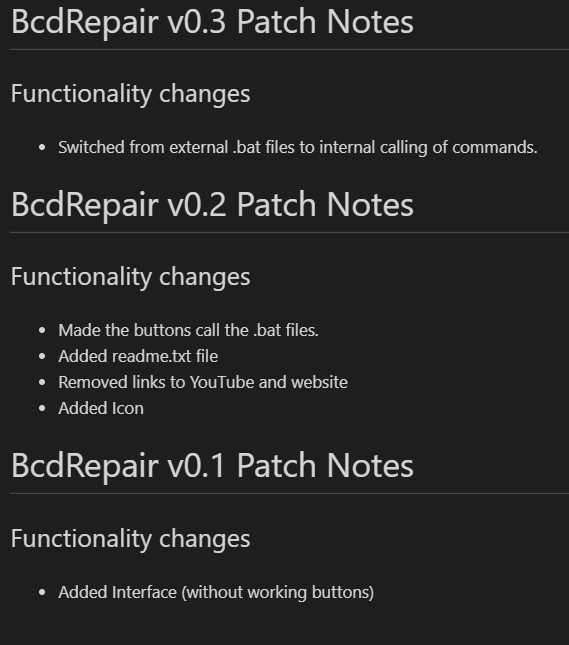 BcdRepair v0.3 Patch Notes
Functionality changes
• Switched from external .bat files to internal calling of commands.
BcdRepair v0.2 Patch Notes
Functionality changes
• Made the buttons call the .bat files.
• Added readme.txt file
• Removed links to YouTube and website
• Added Icon
BcdRepair v0.1 Patch Notes
Functionality changes
• Added Interface (without working buttons)